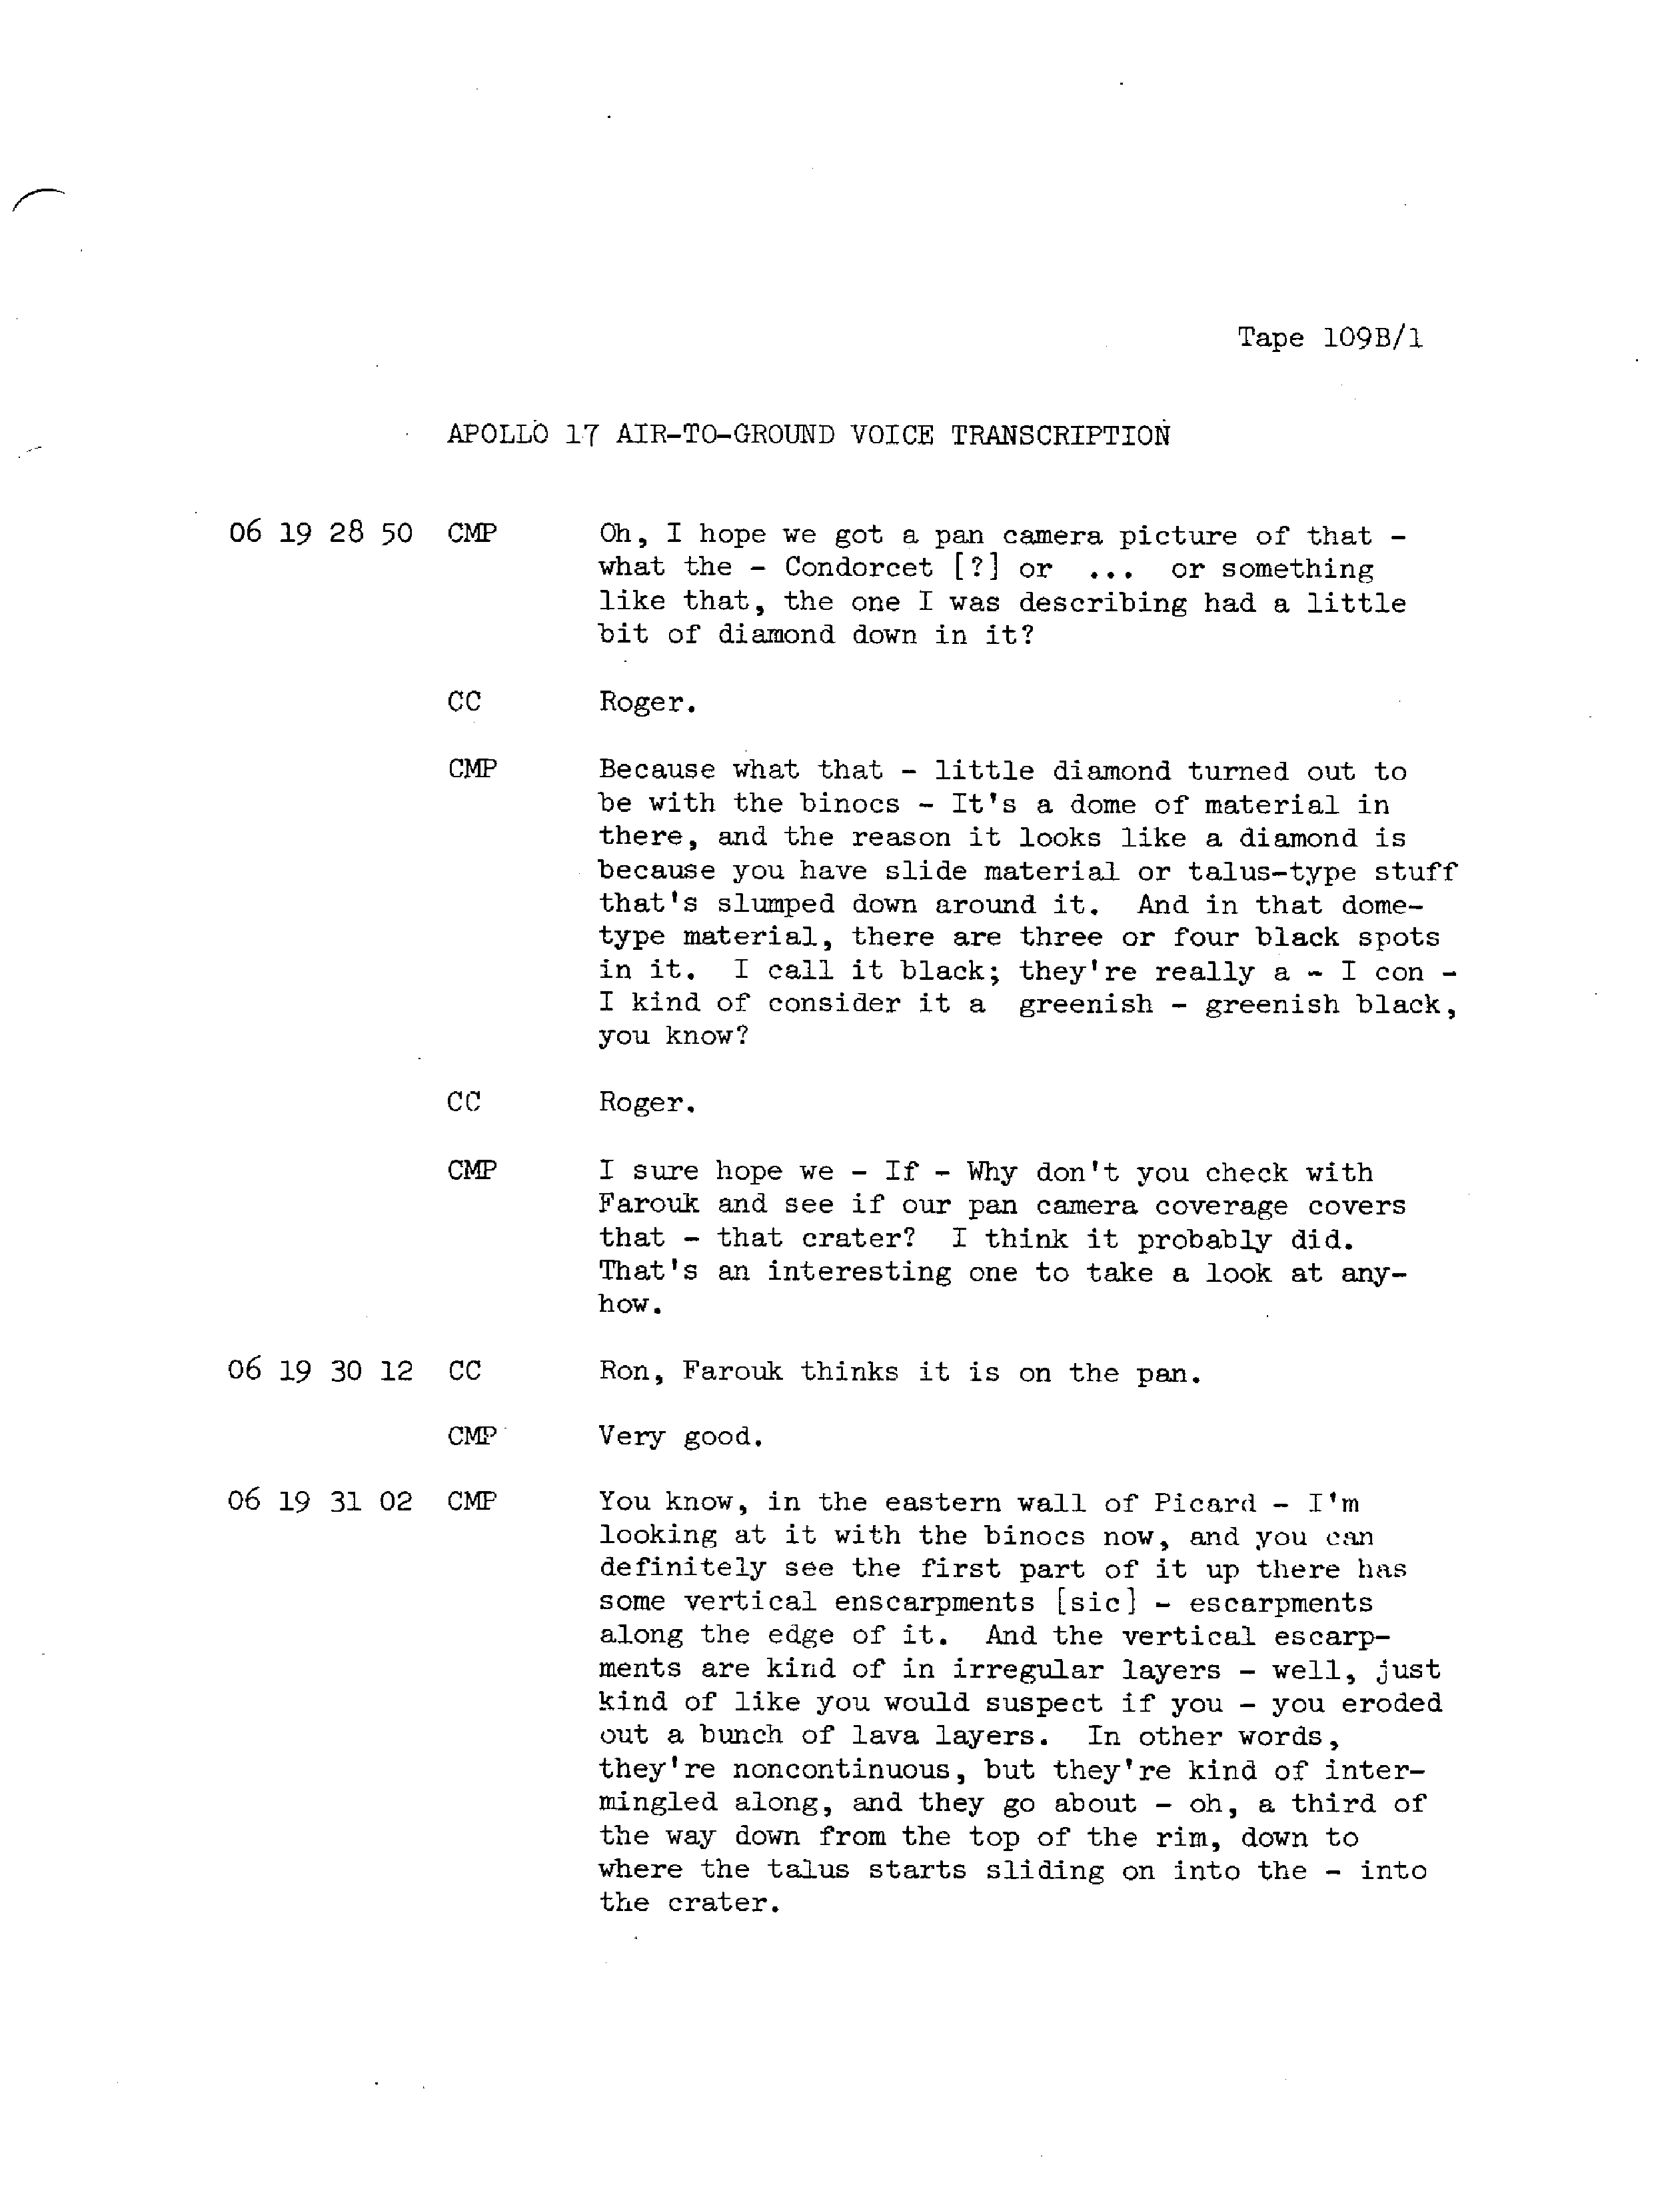 Tape 109B/1
APOLLO 17 AIR-TO-GROUND VOICE TRANSCRIPTION
06 19 28 50 CMP Oh, I hope we got a pan camera picture of that -
what the - Condorcet [?] or ... or something
like that, the one I was describing had a little
bit of diamond down in it?
CC Roger.
CMP Because what that - little diamond turned out to
be with the binocs - It's a dome of material in
there, and the reason it looks like a diamond is
because you have slide material or talus-type stuff
that's slumped down around it. And in that dome-
type material, there are three or four black spots
in it. I call it black; they're really a - I con -
I kind of consider it a greenish - greenish black,
you know?
CC Roger.
CMP I sure hope we - If - Why don't you check with
Farouk and see if our pan camera coverage covers
that - that crater? I think it probably did.
That's an interesting one to take a look at any-
how.
06 19 30 12 CC Ron, Farouk thinks it is on the pan.
CMP Very good.
06 19 31 02 CMP You know, in the eastern wall of Picard - I'm
looking at it with the binocs now, and you can
definitely see the first part of it up there has
some vertical enscarpments [sic] - escarpments
along the edge of it. And the vertical escarp-
ments are kind of in irregular layers - well, just
kind of like you would suspect if you - you eroded
out a bunch of lava layers. In other words,
they're noncontinuous, but they're kind of inter-
mingled along, and they go about - oh, a third of
the way down from the top of the rim, down to
where the talus starts sliding on into the - into
the crater.